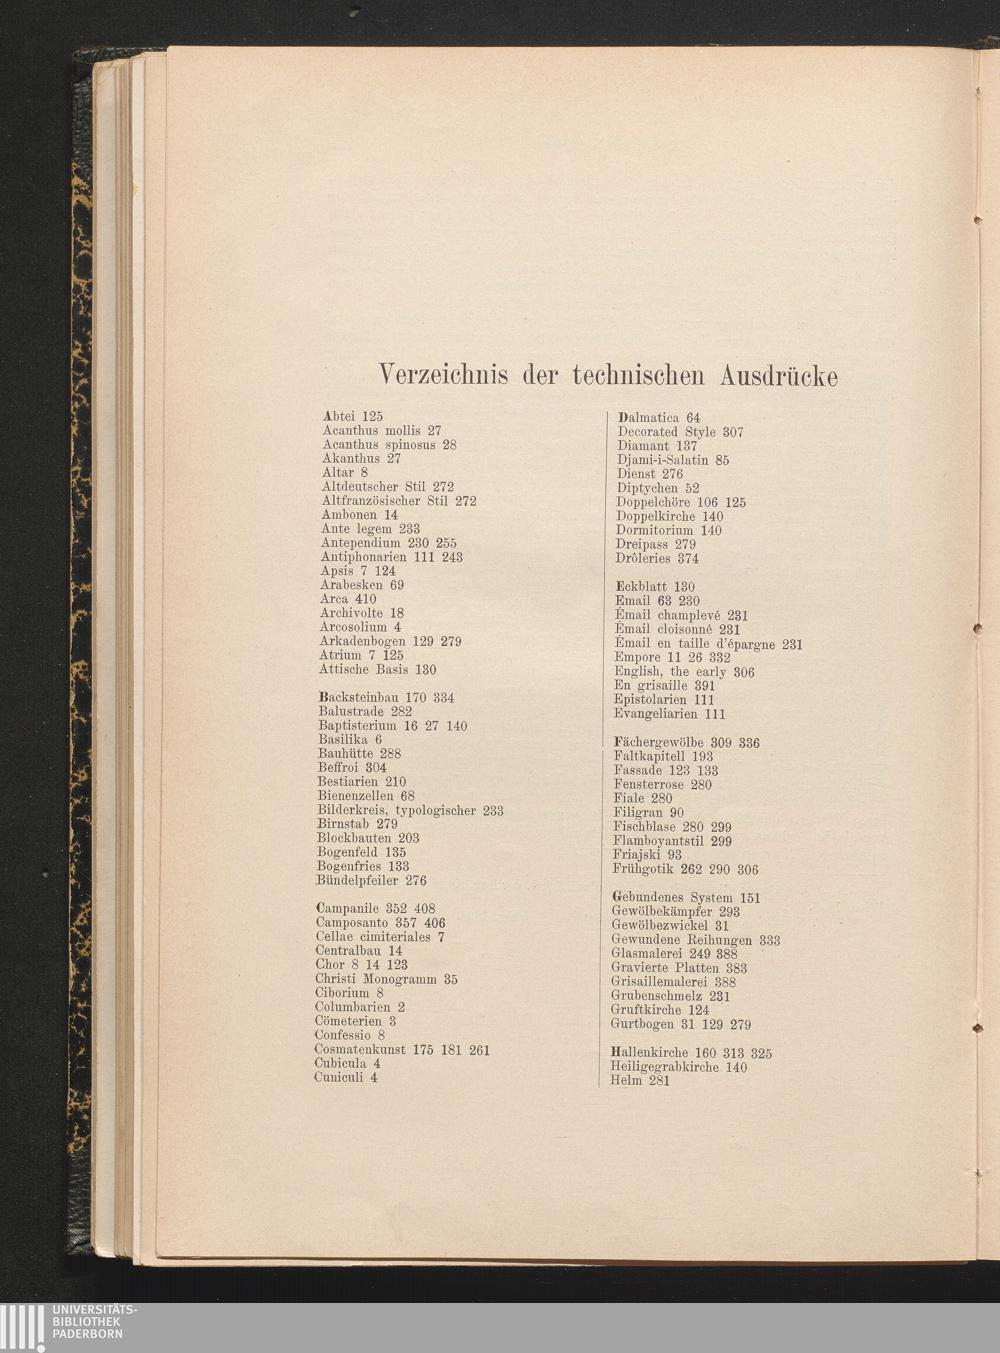 Verzeichnis der technischen Ausdrücke
Abtei 125
Acanthus mollis 27
Acanthus spinosus 28
Akanthus 27
Altar 8
Altdeutscher Stil 272
Altfranzösischer Stil 272
Ambonen 14
Ante legem 233
Antependium 230 255
Antiphonarien 111 243
Apsis 7 124
Arabesken 69
Arca 410
Archivolte 18
Arcosolium 4
Arkadenbogen 129 279
Atrium 7 125
Attische Basis 130
Backsteinbau 170 334
Balustrade 282
Baptisterium 16 27 140
Basilika 6
Bauhütte 288
Beffroi 304
Bestiarien 210
Bienenzellen 68
Bilderkreis, typologischer 233
Birnstab 279
Blockbauten 203
Bogenfeld 135
Bogenfries 133
Bündelpfeiler 276
Campanile 352 408
Camposanto 357 406
Cellae cimiteriales 7
Centralbau 14
Chor 8 14 123
Christi Monogramm 35
Ciborium 8
Columbarien 2
Cömeterien 3
Confessio 8
Cosmatenkunst 175 181 261
Cubicula 4
Cuniculi 4
Dalmatica 64
Decorated Style 307
Diamant 137
Djami-i-Salatin 85
Dienst 276
Diptychen 52
Doppelchöre 106 125
Doppelkirche 140
Dormitorium 140
Dreipass 279
Drôleries 374
Eckblatt 130
Email 63 230
Émail champlevé 231
Émail cloisonné 231
Émail en taille d'épargne 231
Empore 11 26 332
English, the early 306
En grisaille 391
Epistolarien 111
Evangeliarien 111
Fächergewölbe 309 336
Faltkapitell 193
Fassade 123 133
Fensterrose 280
Fiale 280
Filigran 90
Fischblase 280 299
Flamboyantstil 299
Friajski 93
Frühgotik 262 290 306
Gebundenes System 151
Gewölbekämpfer 293
Gewölbezwickel 31
Gewundene Reihungen 333
Glasmalerei 249 388
Gravierte Platten 383
Grisaillemalerei 388
Grubenschmelz 231
Gruftkirche 124
Gurtbogen 31 129 279
Hallenkirche 160 313 325
Heiligegrabkirche 140
Helm 281
UNIVERSITÄTS-
BIBLIOTHEK
PADERBORN